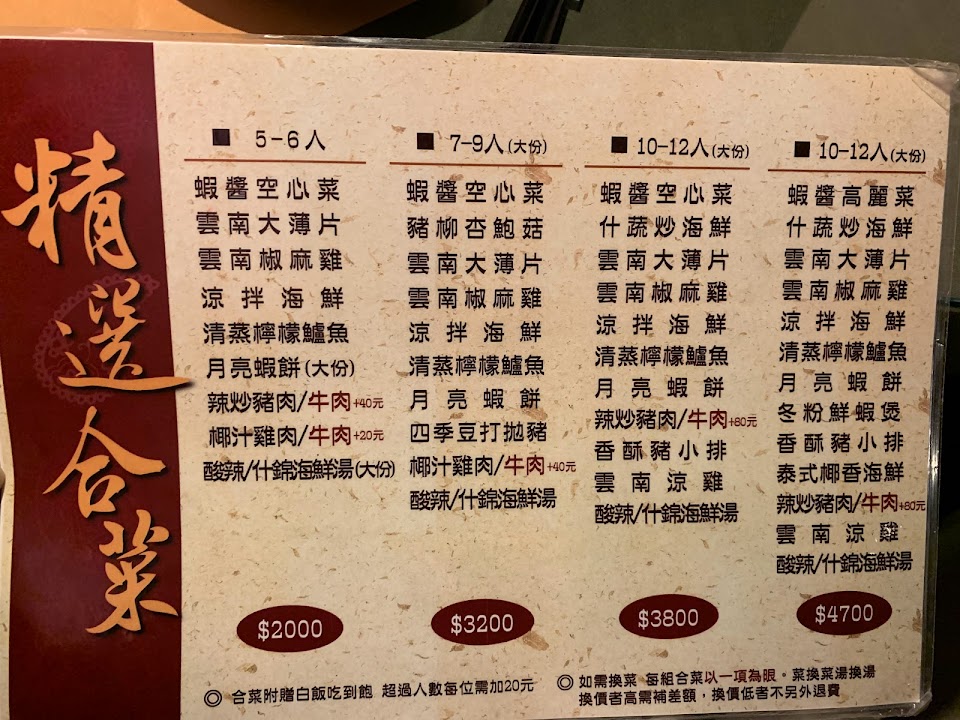 精選合菜
■ 5-6人
蝦醬空心菜
雲南大薄片
雲南椒麻雞
涼拌海鮮
清蒸檸檬鱸魚
月亮蝦餅(大份)
辣炒豬肉/牛肉+40元
椰汁雞肉/牛肉+20元
酸辣/什錦海鮮湯(大份)
$2000
■ 7-9人(大份)
蝦醬空心菜
豬柳杏鮑菇
雲南大薄片
雲南椒麻雞
涼拌海鮮
清蒸檸檬鱸魚
月亮蝦餅
四季豆打拋豬
椰汁雞肉/牛肉+40元
酸辣/什錦海鮮湯
$3200
■ 10-12人(大份)
蝦醬空心菜
什蔬炒海鮮
雲南大薄片
雲南椒麻雞
涼拌海鮮
清蒸檸檬鱸魚
月亮蝦餅
辣炒豬肉/牛肉+80元
香酥豬小排
雲南涼雞
酸辣/什錦海鮮湯
$3800
■ 10-12人(大份)
蝦醬高麗菜
什蔬炒海鮮
雲南大薄片
雲南椒麻雞
涼拌海鮮
清蒸檸檬鱸魚
月亮蝦餅
冬粉鮮蝦煲
香酥豬小排
泰式椰香海鮮
辣炒豬肉/牛肉+80元
雲南涼雞
酸辣/什錦海鮮湯
$4700
◎ 合菜附贈白飯吃到飽 超過人數每位需加20元
◎ 如需換菜 每組合菜以一項為眼。菜換菜湯換湯
換價者高需補差額，換價低者不另外退費